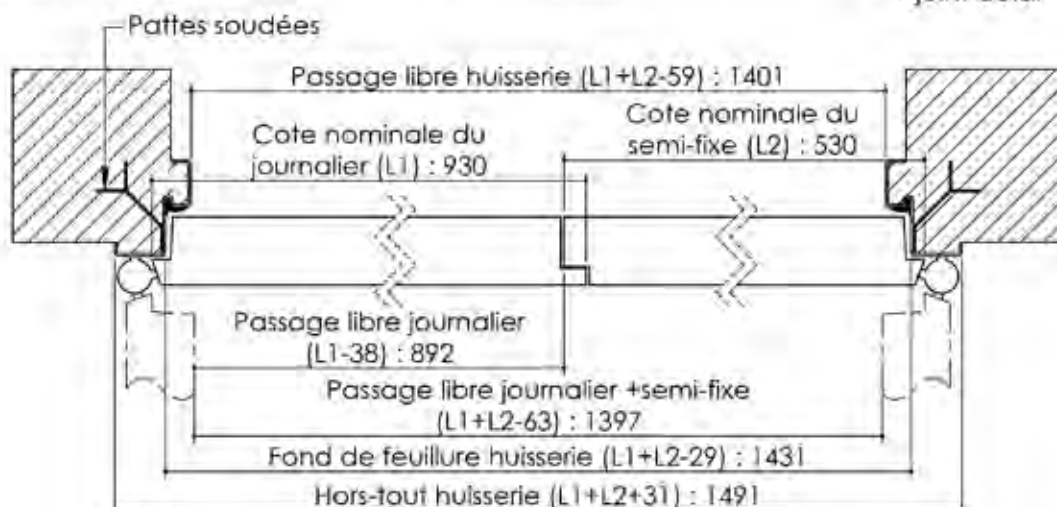 Pattes soudées
Passage libre huisserie (L1+L2-59) : 1401
Cote nominale du
journalier (L1) : 930
Cote nominale du
semi-fixe (L2) : 530
Passage libre journalier
(L1-38) : 892
Passage libre journalier +semi-fixe
(L1+L2-63) : 1397
Fond de feuillure huisserie (L1+L2-29) : 1431
Hors-tout huisserie (L1+L2+31) : 1491